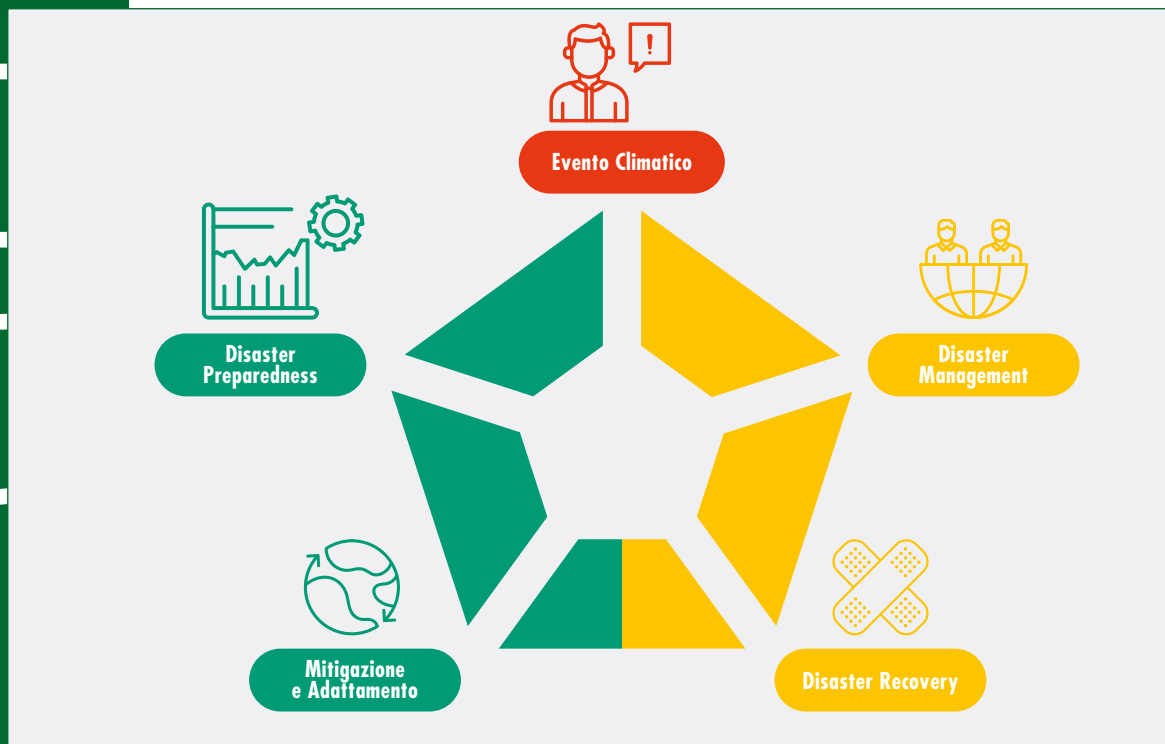 !
Evento Climatico
Disaster
Preparedness
Disaster
Management
Mitigazione
e Adattamento
Disaster Recovery